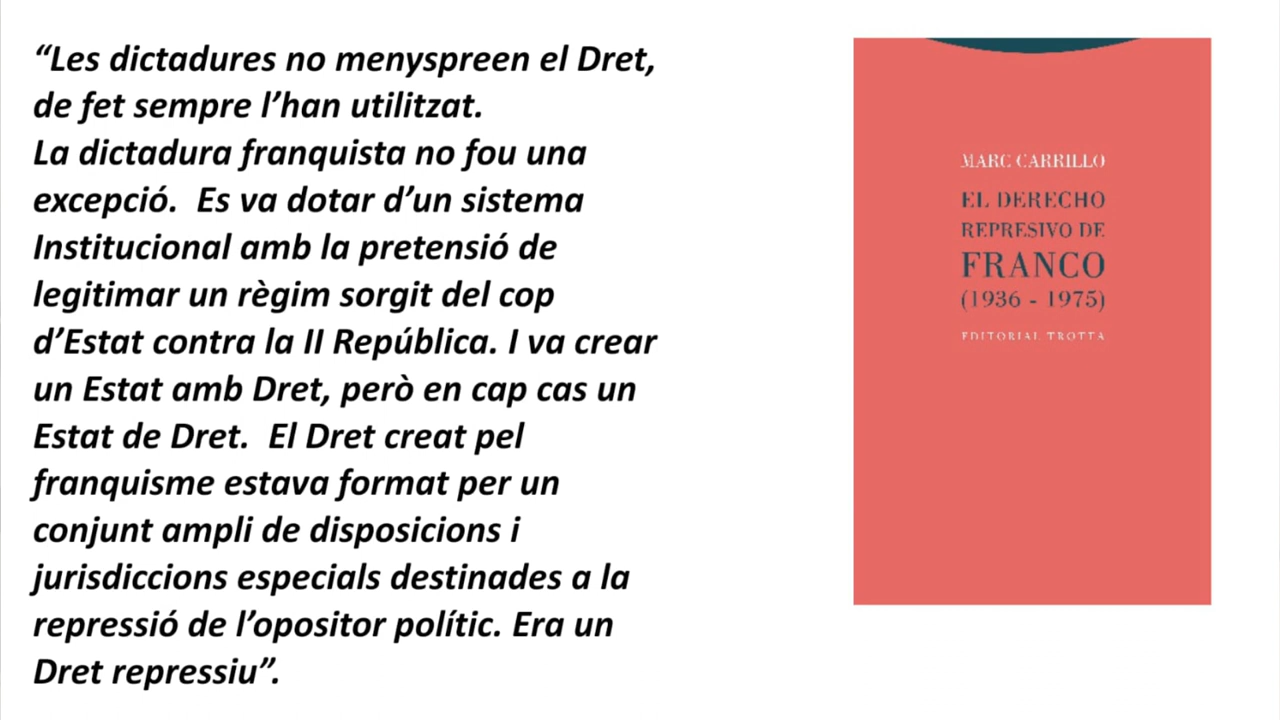 “Les dictadures no menyspreen el Dret,
de fet sempre l’han utilitzat.
La dictadura franquista no fou una
excepció.  Es va dotar d’un sistema
Institucional amb la pretensió de
legitimar un règim sorgit del cop
d’Estat contra la II República. I va crear
un Estat amb Dret, però en cap cas un
Estat de Dret.  El Dret creat pel
franquisme estava format per un
conjunt ampli de disposicions i
jurisdiccions especials destinades a la
repressió de l’opositor polític. Era un
Dret repressiu”.
MARC CARRILLO
EL DERECHO
REPRESIVO DE
FRANCO
(1936 - 1975)
EDITORIAL TROTTA